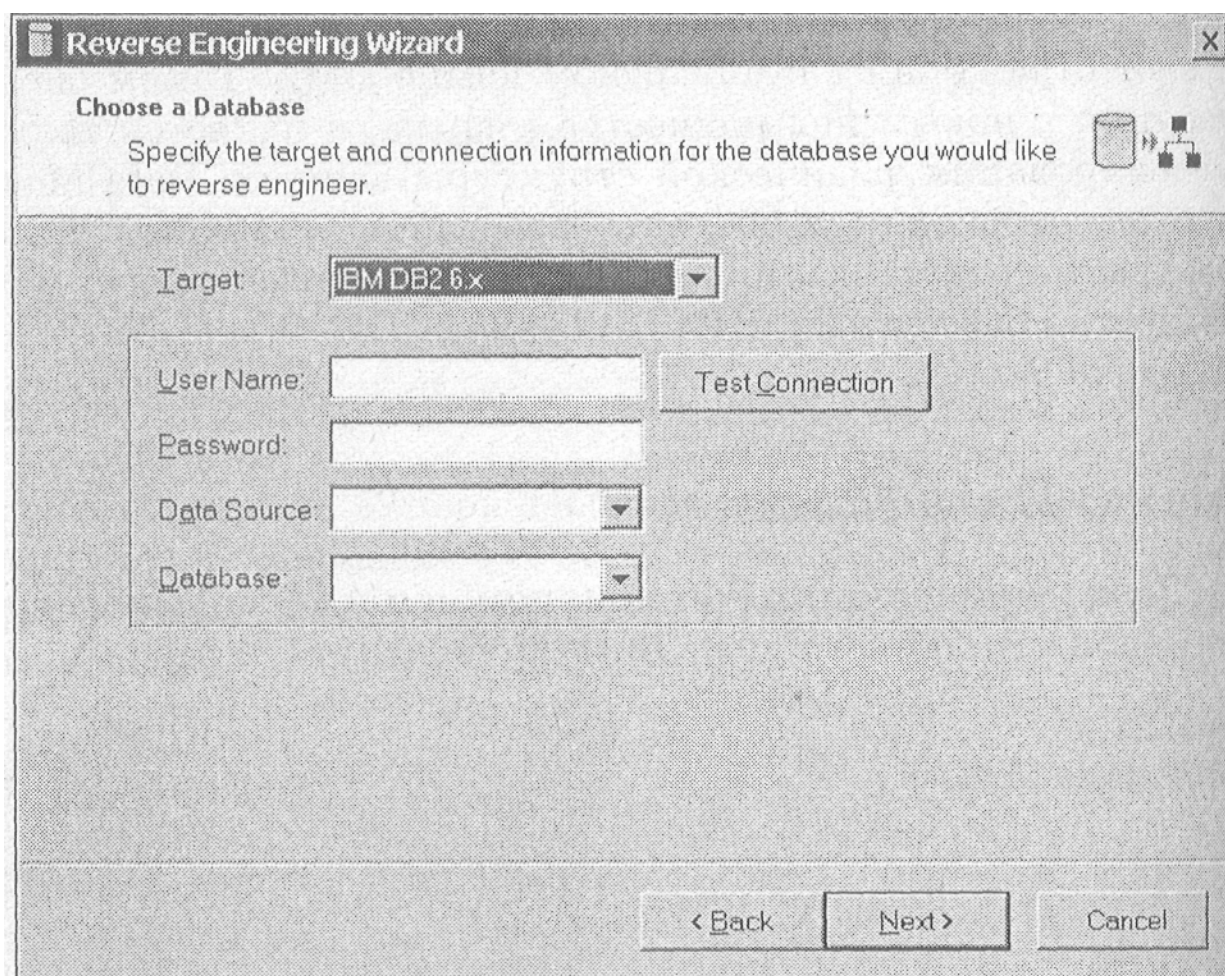 Reverse Engineering Wizard
Choose a Database
Specify the target and connection information for the database you would like
to reverse engineer.
Target: IBM DB2 6.x
User Name: Test Connection
Password:
Data Source:
Database:
< Back Next > Cancel